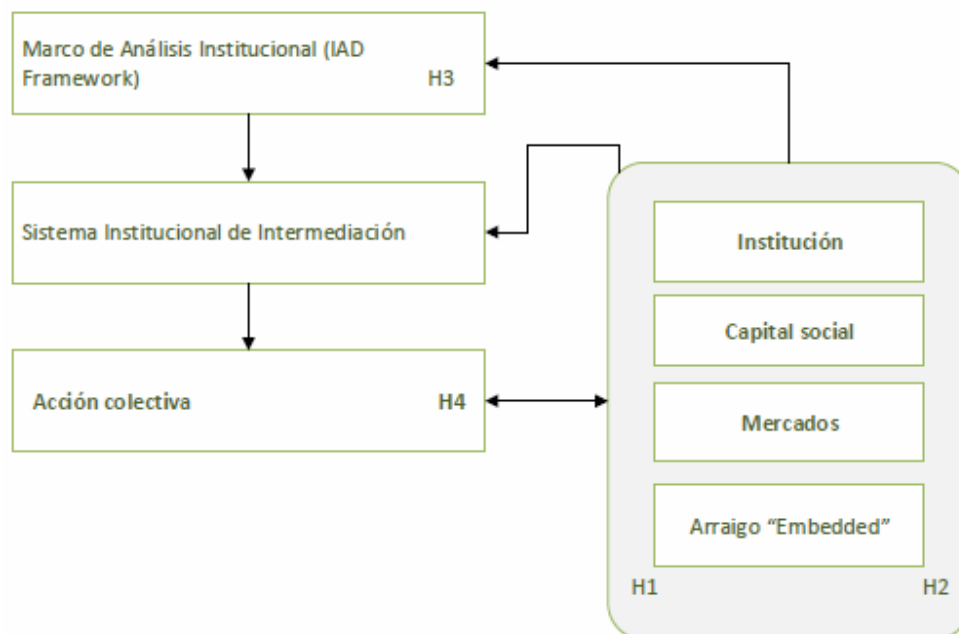 Marco de Análisis Institucional (IAD
Framework) H3
Sistema Institucional de Intermediación
Acción colectiva H4
Institución
Capital social
Mercados
Arraigo “Embedded”
H1 H2